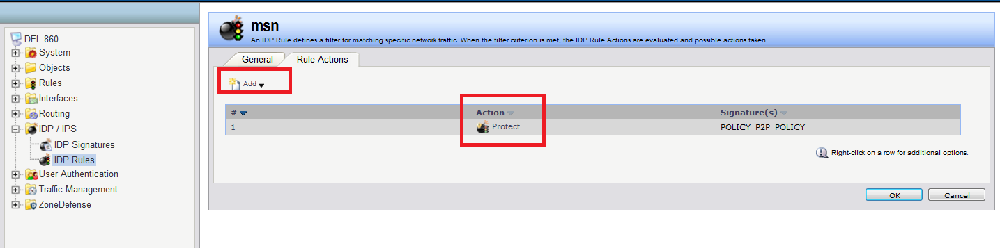 DFL-860
System
Objects
Rules
Interfaces
Routing
IDP / IPS
IDP Signatures
IDP Rules
User Authentication
Traffic Management
ZoneDefense
msn
An IDP Rule defines a filter for matching specific network traffic. When the filter criterion is met, the IDP Rule Actions are evaluated and possible actions taken.
General Rule Actions
Add
# Action Signature(s)
1 Protect POLICY_P2P_POLICY
Right-click on a row for additional options.
OK Cancel